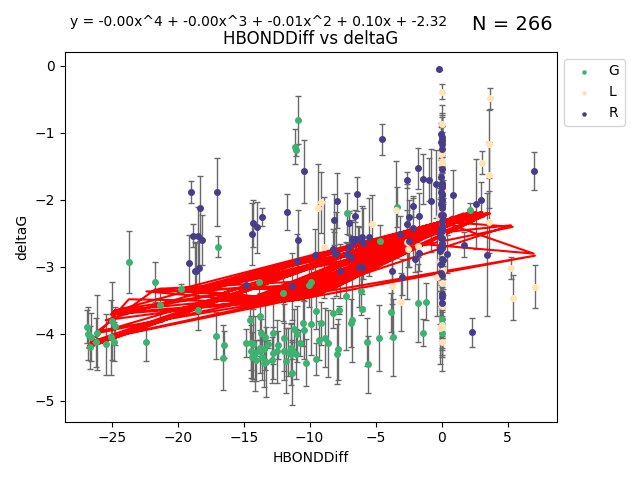 y = -0.00x^4 + -0.00x^3 + -0.01x^2 + 0.10x + -2.32
N = 266
HBONDDiff vs deltaG
G
L
R
0
−1
−2
−3
−4
−5
deltaG
−25 −20 −15 −10 −5 0 5
HBONDDiff